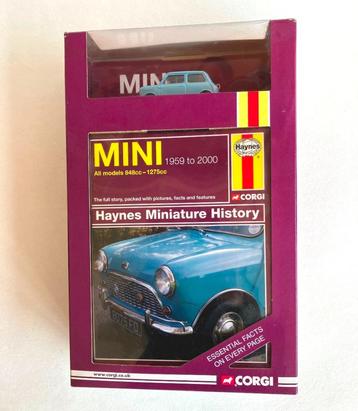 MINI
Haynes
MINI 1959 to 2000
All models 848cc-1275cc
The full story, packed with pictures, facts and features
CORGI
Haynes Miniature History
ESSENTIAL FACTS
ON EVERY PAGE
www.corgi.co.uk
CORGI